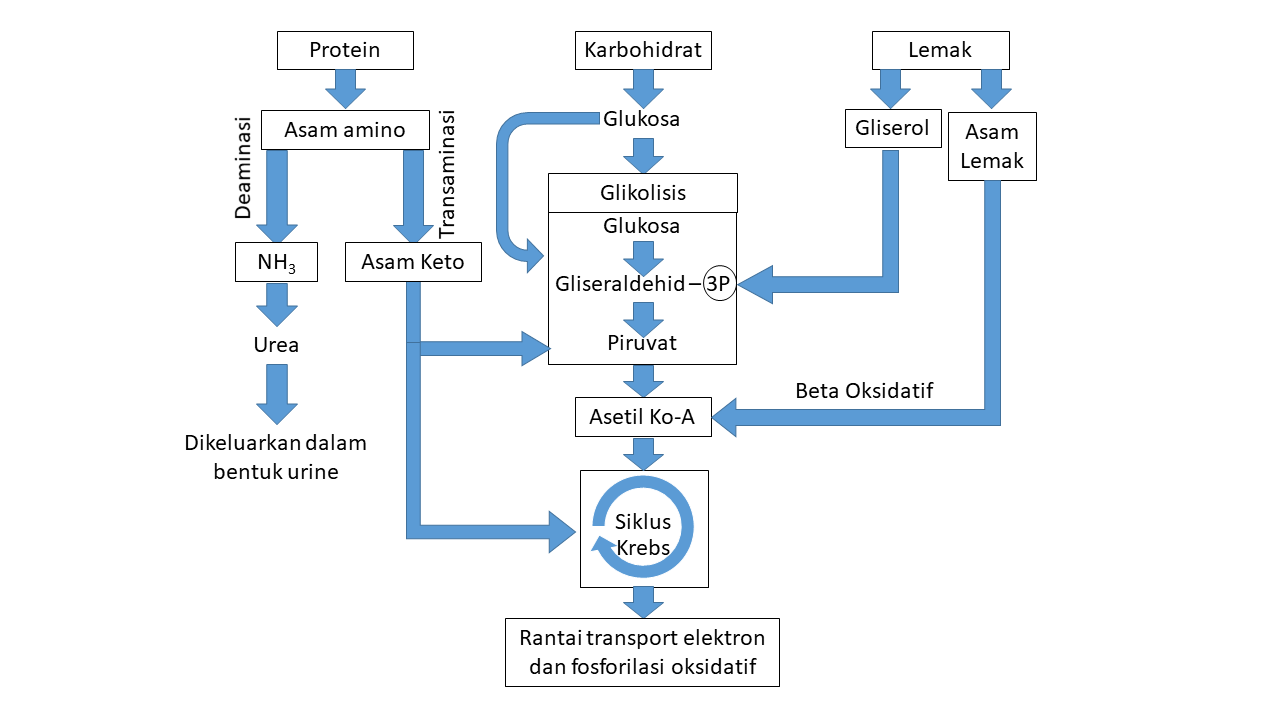 Protein
Karbohidrat
Lemak
Asam amino
Deaminasi
Transaminasi
Glukosa
Gliserol
Asam
Lemak
Glikolisis
Glukosa
NH₃
Asam Keto
Gliseraldehid – 3P
Urea
Piruvat
Beta Oksidatif
Asetil Ko-A
Dikeluarkan dalam
bentuk urine
Siklus
Krebs
Rantai transport elektron
dan fosforilasi oksidatif